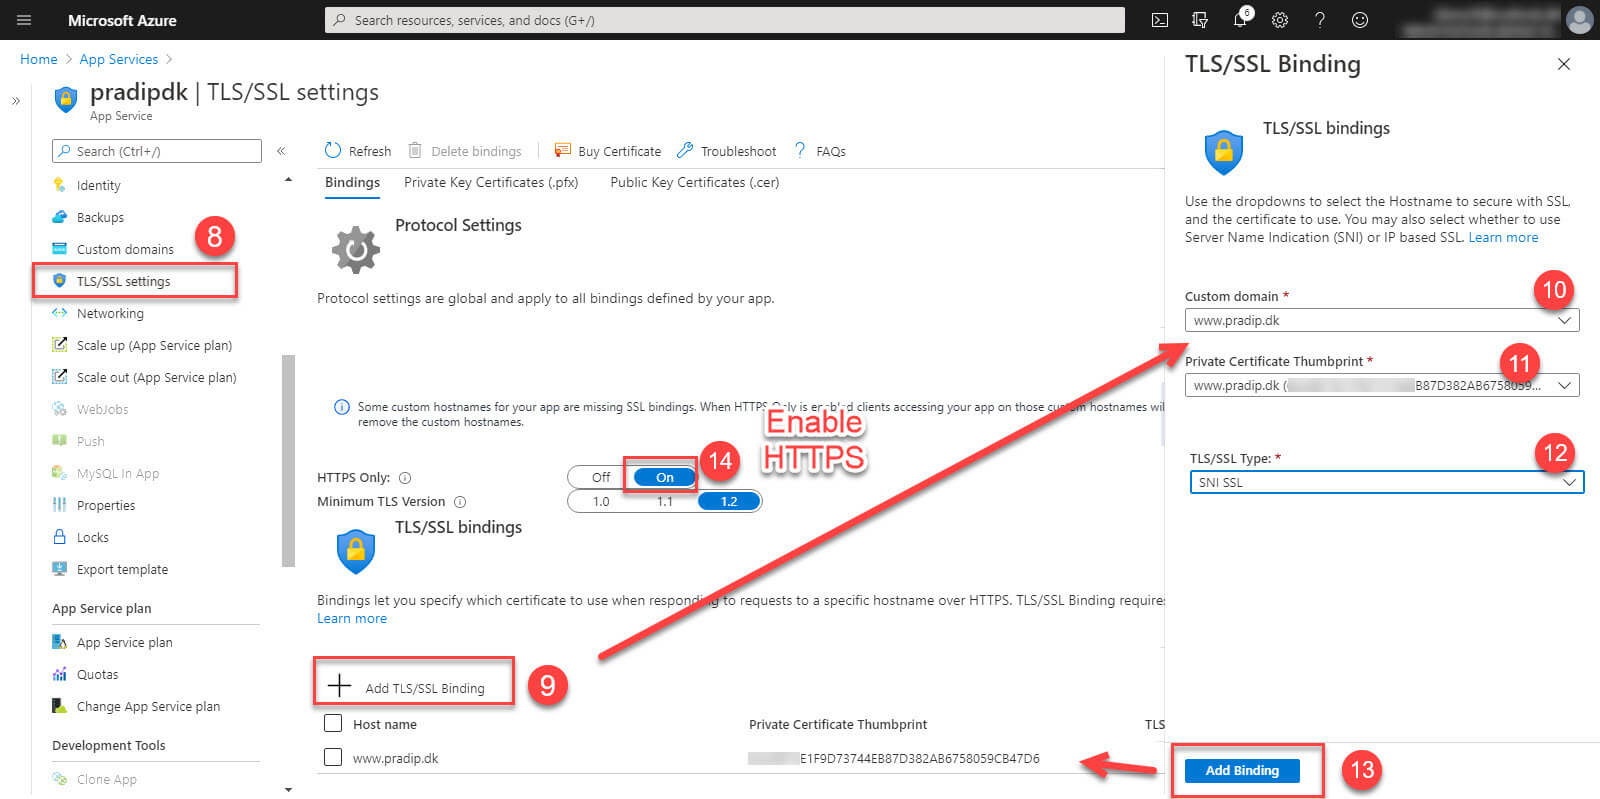 Microsoft Azure
Search resources, services, and docs (G+/)
6
Home > App Services >
pradipdk | TLS/SSL settings
App Service
Search (Ctrl+/)
«
»
Identity
Backups
Custom domains
8
TLS/SSL settings
Networking
Scale up (App Service plan)
Scale out (App Service plan)
WebJobs
Push
MySQL In App
Properties
Locks
Export template
App Service plan
App Service plan
Quotas
Change App Service plan
Development Tools
Clone App
Refresh
Delete bindings
Buy Certificate
Troubleshoot
? FAQs
Bindings
Private Key Certificates (.pfx)
Public Key Certificates (.cer)
Protocol Settings
Protocol settings are global and apply to all bindings defined by your app.
Some custom hostnames for your app are missing SSL bindings. When HTTPS Only is enabled clients accessing your app on those custom hostnames wil
remove the custom hostnames.
Enable
HTTPS
HTTPS Only:
Off
On
14
Minimum TLS Version
1.0
1.1
1.2
TLS/SSL bindings
Bindings let you specify which certificate to use when responding to requests to a specific hostname over HTTPS. TLS/SSL Binding require
Learn more
Add TLS/SSL Binding
9
Host name
Private Certificate Thumbprint
TLS
www.pradip.dk
E1F9D73744EB87D382AB6758059CB47D6
TLS/SSL Binding
TLS/SSL bindings
Use the dropdowns to select the Hostname to secure with SSL,
and the certificate to use. You may also select whether to use
Server Name Indication (SNI) or IP based SSL. Learn more
10
Custom domain *
www.pradip.dk
11
Private Certificate Thumbprint *
www.pradip.dk ( B87D382AB6758059...
12
TLS/SSL Type: *
SNI SSL
Add Binding
13